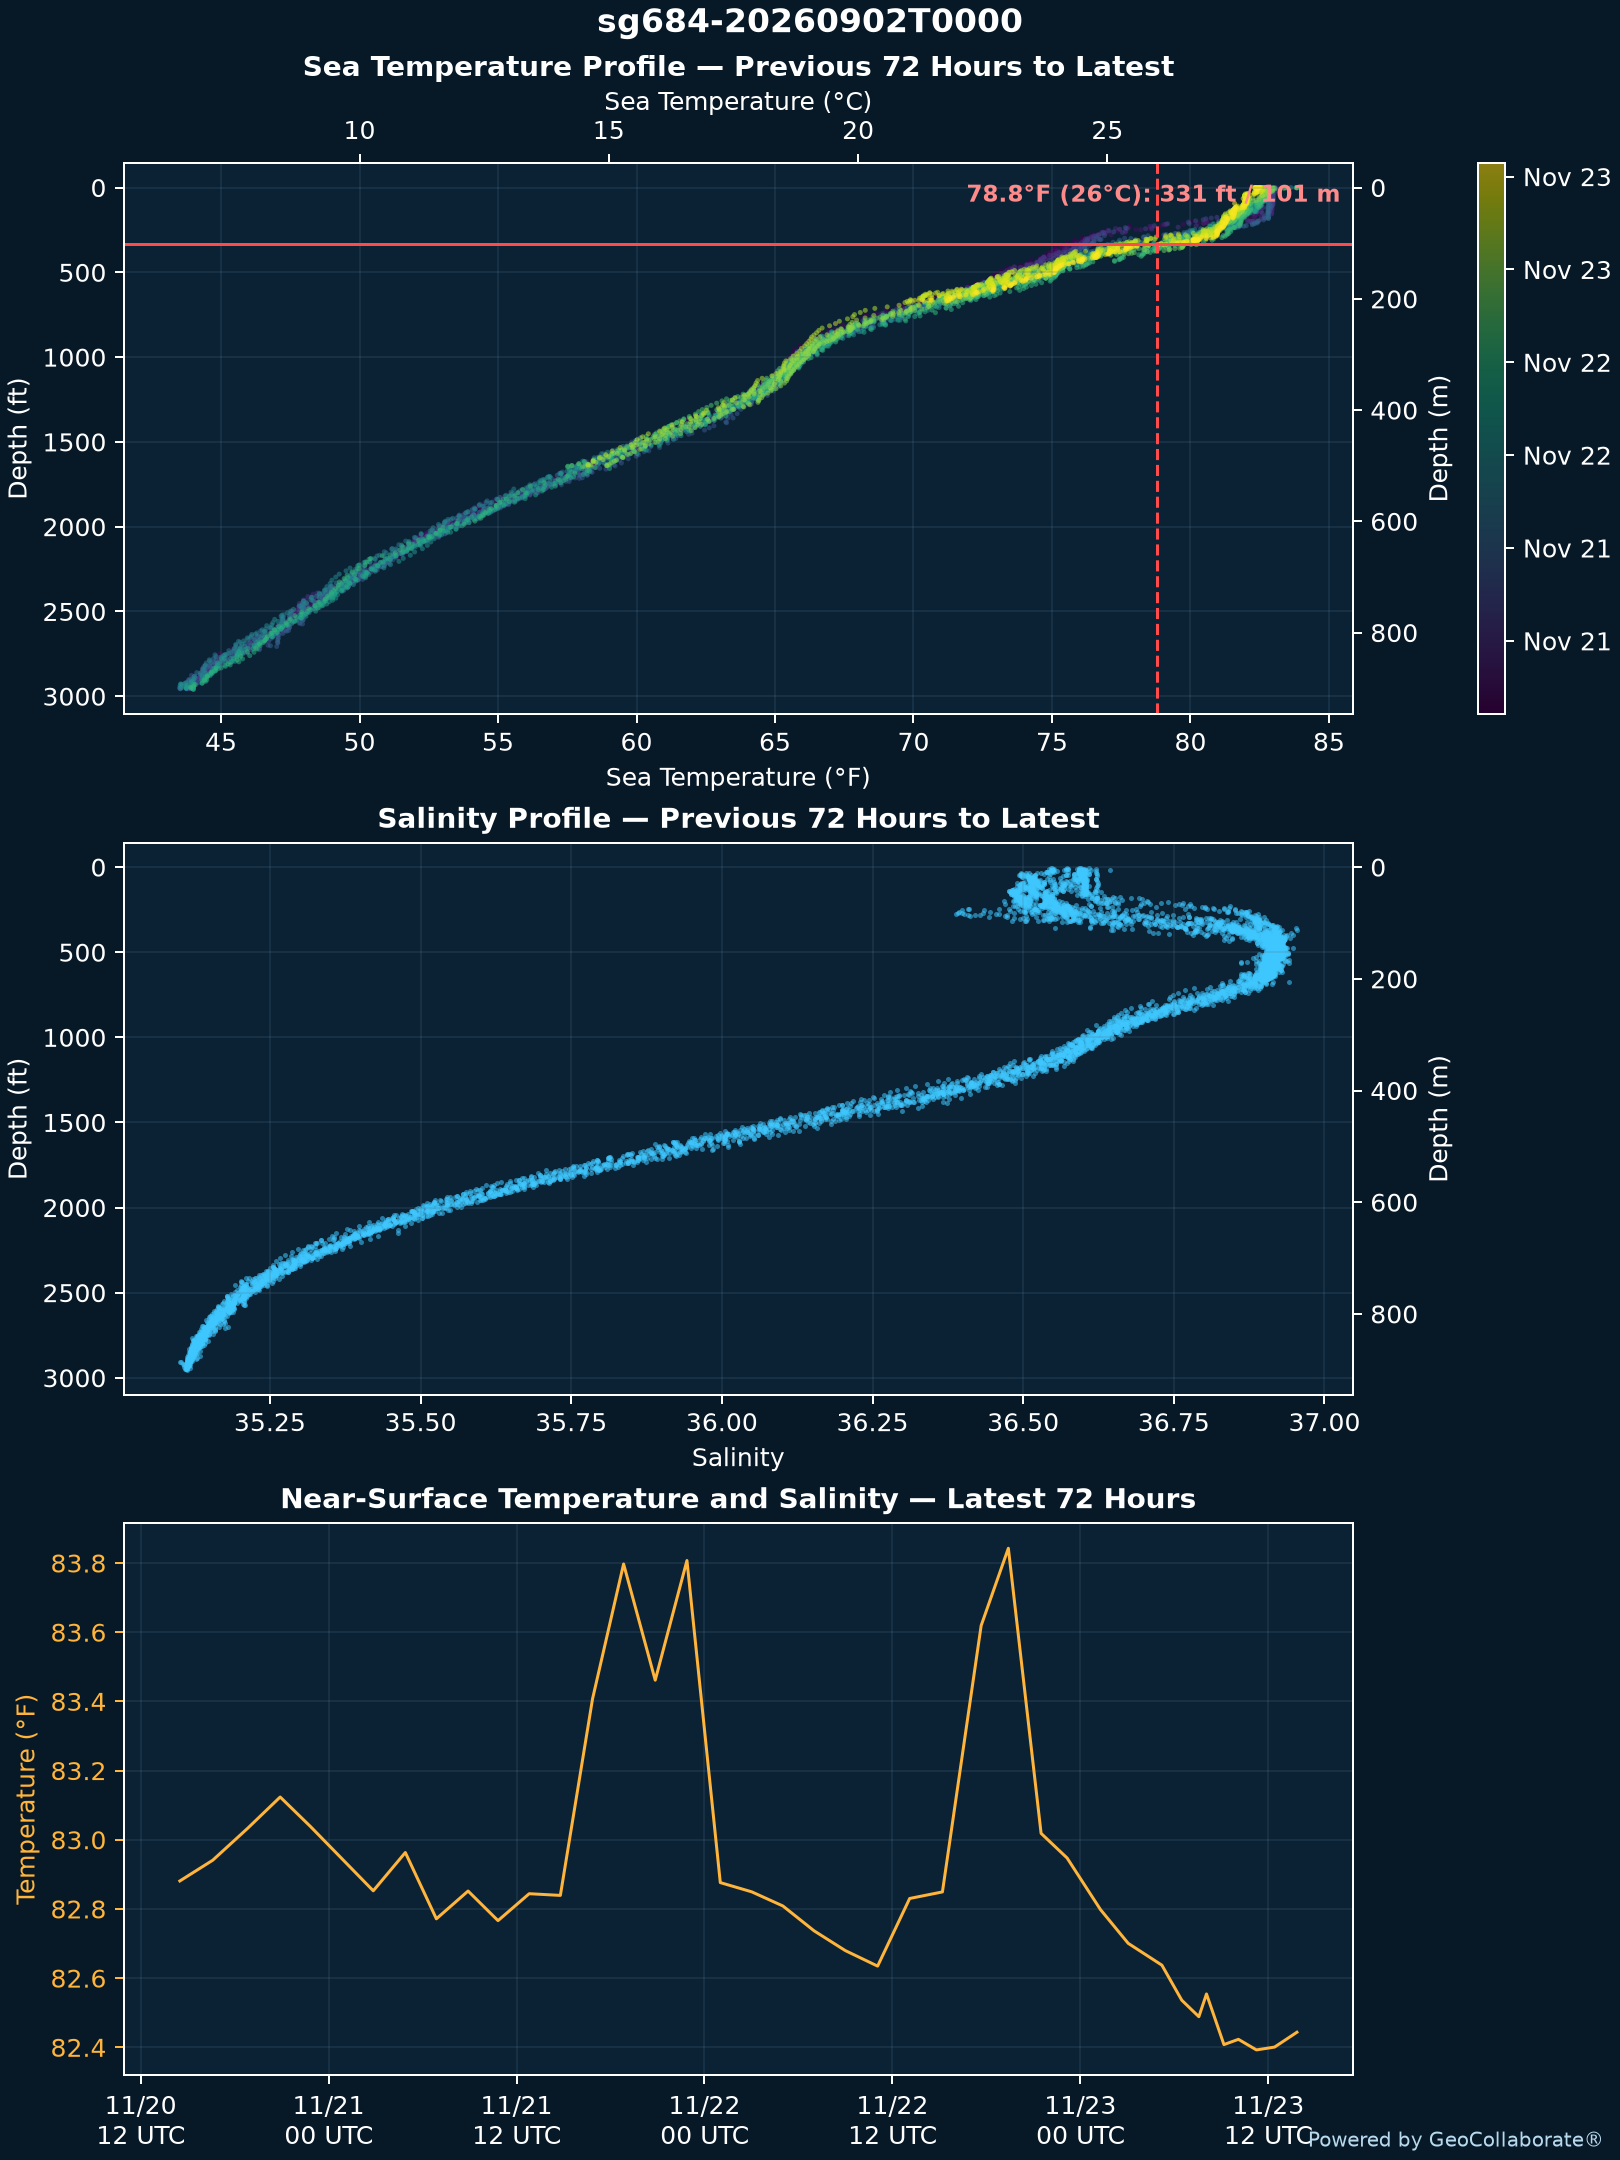 sg684-20260902T0000
Sea Temperature Profile — Previous 72 Hours to Latest
Sea Temperature (°C)
10 15 20 25
78.8°F (26°C): 331 ft / 101 m
0
500
1000
1500
2000
2500
3000
Depth (ft)
0
200
400
600
800
Depth (m)
Nov 23
Nov 23
Nov 22
Nov 22
Nov 21
Nov 21
45 50 55 60 65 70 75 80 85
Sea Temperature (°F)
Salinity Profile — Previous 72 Hours to Latest
0
500
1000
1500
2000
2500
3000
Depth (ft)
0
200
400
600
800
Depth (m)
35.25 35.50 35.75 36.00 36.25 36.50 36.75 37.00
Salinity
Near-Surface Temperature and Salinity — Latest 72 Hours
83.8
83.6
83.4
83.2
83.0
82.8
82.6
82.4
Temperature (°F)
11/20 11/21 11/21 11/22 11/22 11/23 11/23
12 UTC 00 UTC 12 UTC 00 UTC 12 UTC 00 UTC 12 UTC
Powered by GeoCollaborate®